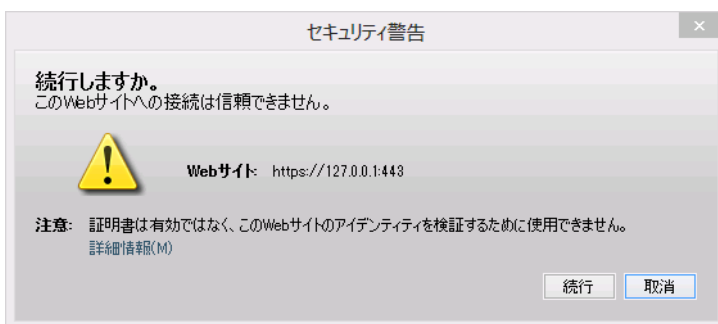 セキュリティ警告
続行しますか。
このWebサイトへの接続は信頼できません。
Webサイト: https://127.0.0.1:443
注意: 証明書は有効ではなく、このWebサイトのアイデンティティを検証するために使用できません。
詳細情報(M)
続行 取消